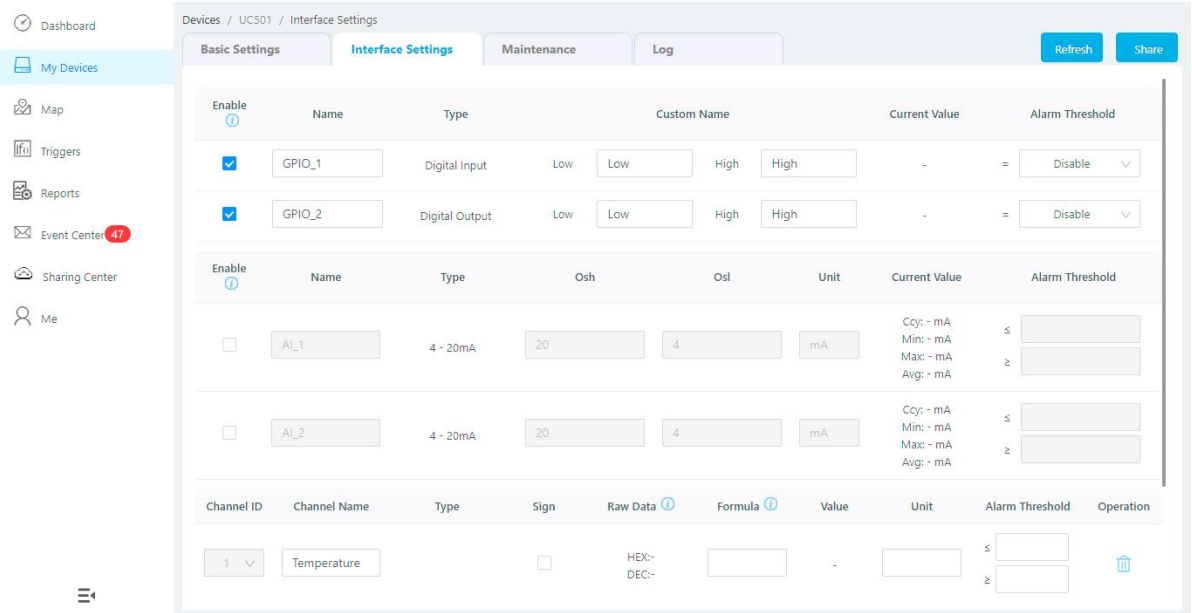 Dashboard
My Devices
Map
Triggers
Reports
Event Center 47
Sharing Center
Me
Devices / UC501 / Interface Settings
Basic Settings Interface Settings Maintenance Log Refresh Share
Enable Name Type Custom Name Current Value Alarm Threshold
GPIO_1 Digital Input Low Low High High - = Disable
GPIO_2 Digital Output Low Low High High - = Disable
Enable Name Type Osh Osl Unit Current Value Alarm Threshold
AI_1 4 - 20mA 20 4 mA
Ccy: - mA
Min: - mA
Max: - mA
Avg: - mA
≤
≥
AI_2 4 - 20mA 20 4 mA
Ccy: - mA
Min: - mA
Max: - mA
Avg: - mA
≤
≥
Channel ID Channel Name Type Sign Raw Data Formula Value Unit Alarm Threshold Operation
1 Temperature
HEX:-
DEC:-
-
≤
≥